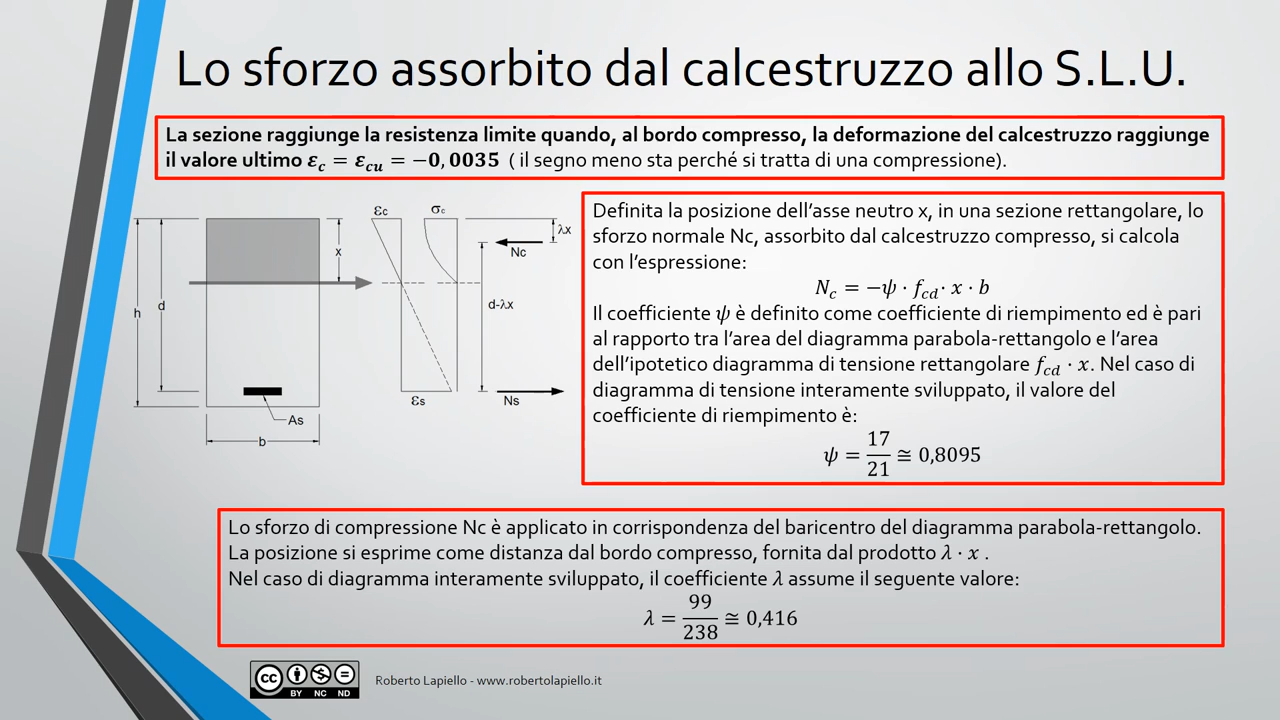 Lo sforzo assorbito dal calcestruzzo allo S.L.U.
La sezione raggiunge la resistenza limite quando, al bordo compresso, la deformazione del calcestruzzo raggiunge
il valore ultimo ε_c = ε_cu = −0,0035 ( il segno meno sta perché si tratta di una compressione).
εc
σc
x
λx
Nc
h
d
d-λx
As
εs
Ns
b
Definita la posizione dell'asse neutro x, in una sezione rettangolare, lo
sforzo normale Nc, assorbito dal calcestruzzo compresso, si calcola
con l'espressione:
N_c = −ψ · f_cd · x · b
Il coefficiente ψ è definito come coefficiente di riempimento ed è pari
al rapporto tra l'area del diagramma parabola-rettangolo e l'area
dell'ipotetico diagramma di tensione rettangolare f_cd · x. Nel caso di
diagramma di tensione interamente sviluppato, il valore del
coefficiente di riempimento è:
ψ = 17/21 ≅ 0,8095
Lo sforzo di compressione Nc è applicato in corrispondenza del baricentro del diagramma parabola-rettangolo.
La posizione si esprime come distanza dal bordo compresso, fornita dal prodotto λ · x .
Nel caso di diagramma interamente sviluppato, il coefficiente λ assume il seguente valore:
λ = 99/238 ≅ 0,416
cc
BY NC ND
Roberto Lapiello - www.robertolapiello.it